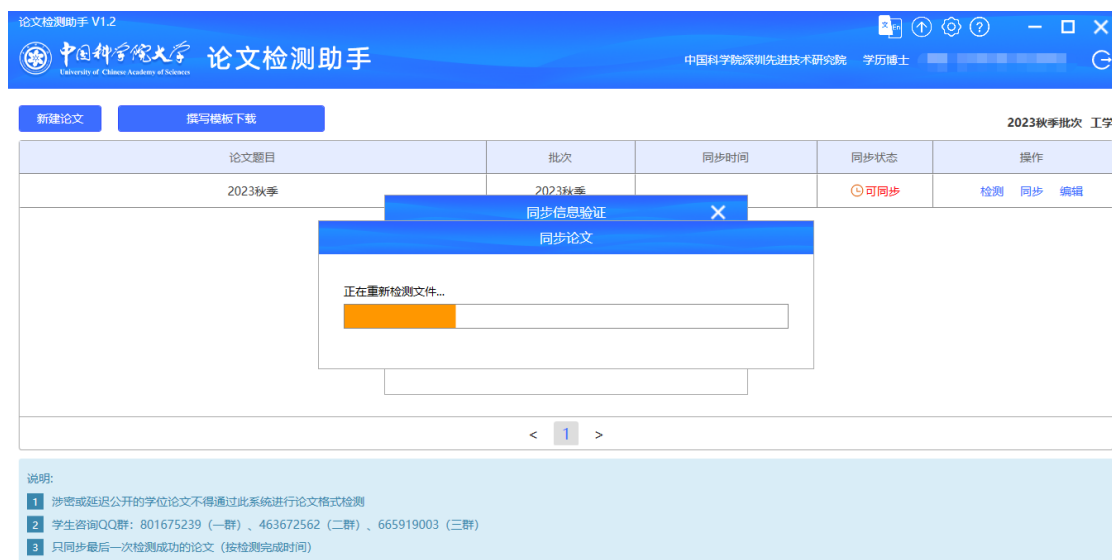 论文检测助手 V1.2
中国科学院大学 论文检测助手
University of Chinese Academy of Sciences
中国科学院深圳先进技术研究院 学历博士
新建论文 撰写模板下载 2023秋季批次 工学
论文题目 批次 同步时间 同步状态 操作
2023秋季 2023秋季 可同步 检测 同步 编辑
同步信息验证
同步论文
正在重新检测文件...
< 1 >
说明:
1 涉密或延迟公开的学位论文不得通过此系统进行论文格式检测
2 学生咨询QQ群：801675239（一群）、463672562（二群）、665919003（三群）
3 只同步最后一次检测成功的论文（按检测完成时间）